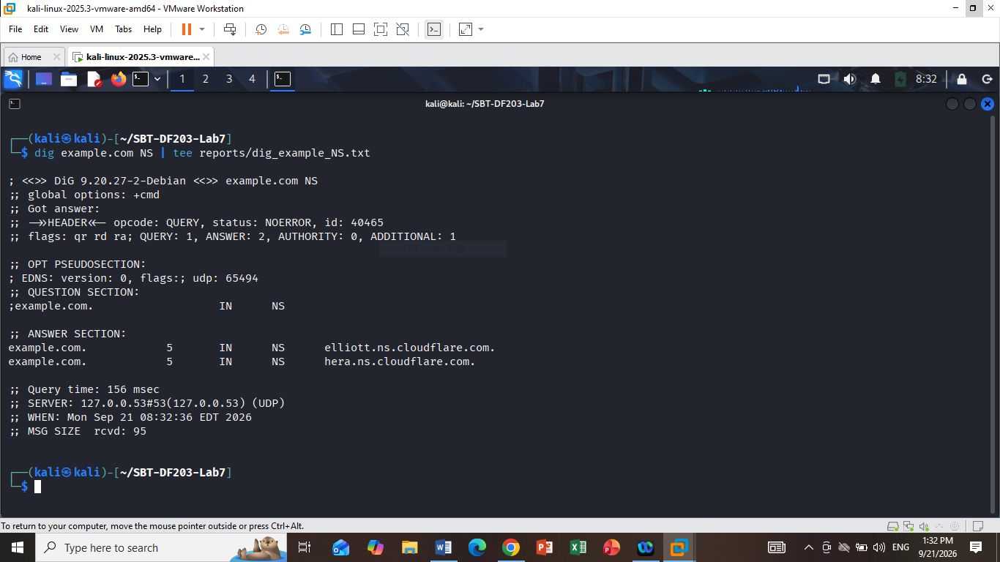 kali-linux-2025.3-vmware-amd64 - VMware Workstation
File Edit View VM Tabs Help
Home kali-linux-2025.3-vmware...
1 2 3 4 8:32
kali@kali: ~/SBT-DF203-Lab7
┌──(kali㉿kali)-[~/SBT-DF203-Lab7]
└─$ dig example.com NS | tee reports/dig_example_NS.txt
; <<>> DiG 9.20.27-2-Debian <<>> example.com NS
;; global options: +cmd
;; Got answer:
;; ->>HEADER<<- opcode: QUERY, status: NOERROR, id: 40465
;; flags: qr rd ra; QUERY: 1, ANSWER: 2, AUTHORITY: 0, ADDITIONAL: 1
;; OPT PSEUDOSECTION:
; EDNS: version: 0, flags:; udp: 65494
;; QUESTION SECTION:
;example.com. IN NS
;; ANSWER SECTION:
example.com. 5 IN NS elliott.ns.cloudflare.com.
example.com. 5 IN NS hera.ns.cloudflare.com.
;; Query time: 156 msec
;; SERVER: 127.0.0.53#53(127.0.0.53) (UDP)
;; WHEN: Mon Sep 21 08:32:36 EDT 2026
;; MSG SIZE rcvd: 95
┌──(kali㉿kali)-[~/SBT-DF203-Lab7]
└─$
To return to your computer, move the mouse pointer outside or press Ctrl+Alt.
Type here to search
ENG
1:32 PM
9/21/2026